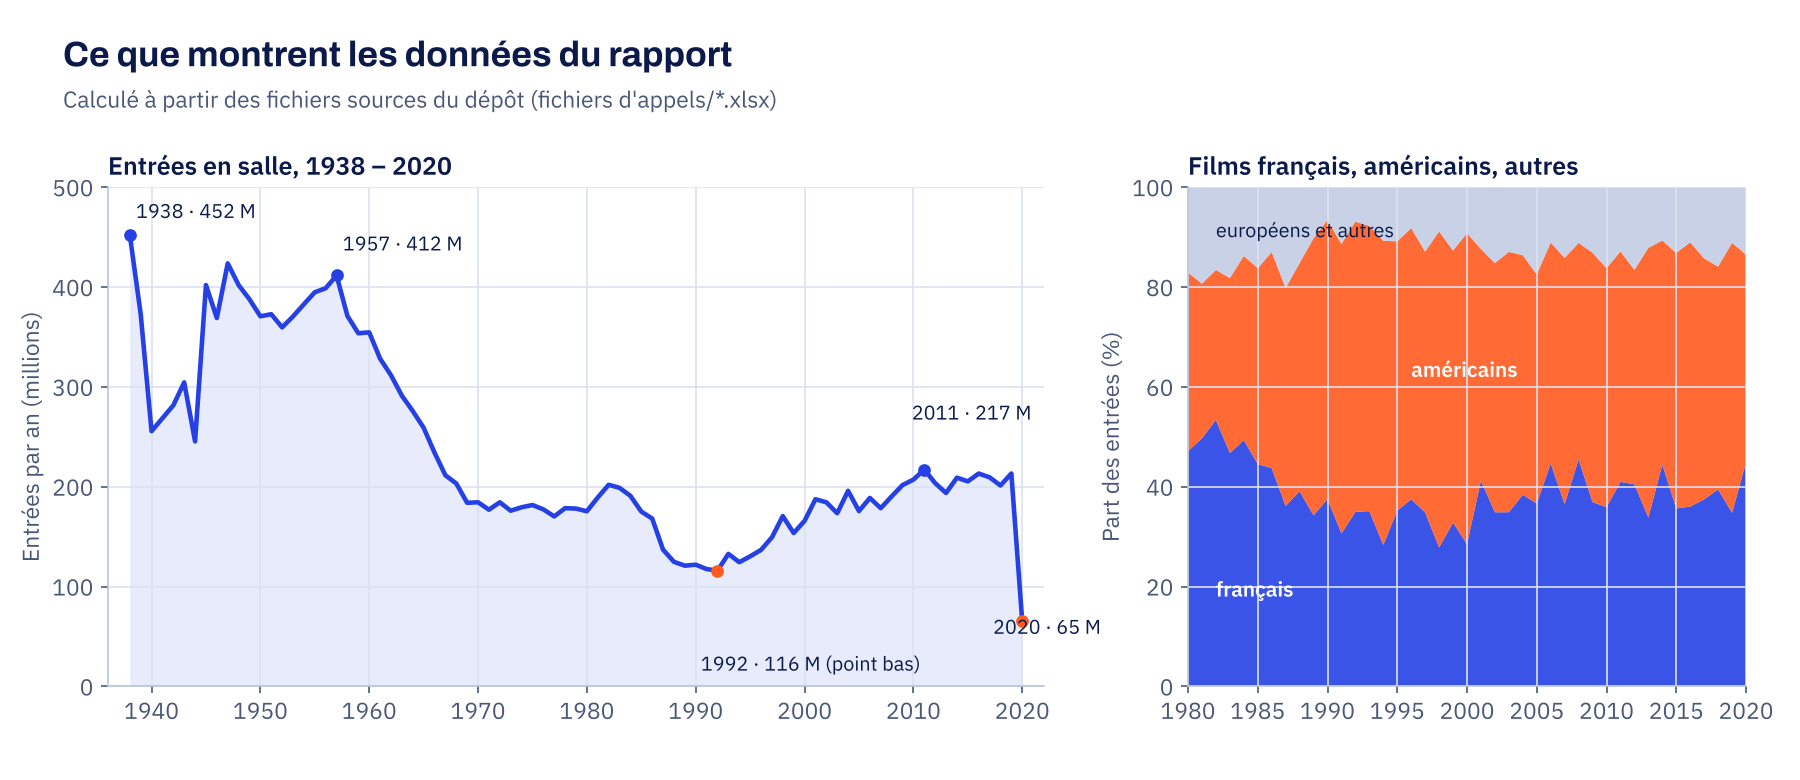 Ce que montrent les données du rapport
Calculé à partir des fichiers sources du dépôt (fichiers d'appels/*.xlsx)
Entrées en salle, 1938 – 2020
Entrées par an (millions)
500
400
300
200
100
0
1938 · 452 M
1957 · 412 M
2011 · 217 M
2020 · 65 M
1992 · 116 M (point bas)
1940 1950 1960 1970 1980 1990 2000 2010 2020
Films français, américains, autres
Part des entrées (%)
100
80
60
40
20
0
européens et autres
américains
français
1980 1985 1990 1995 2000 2005 2010 2015 2020